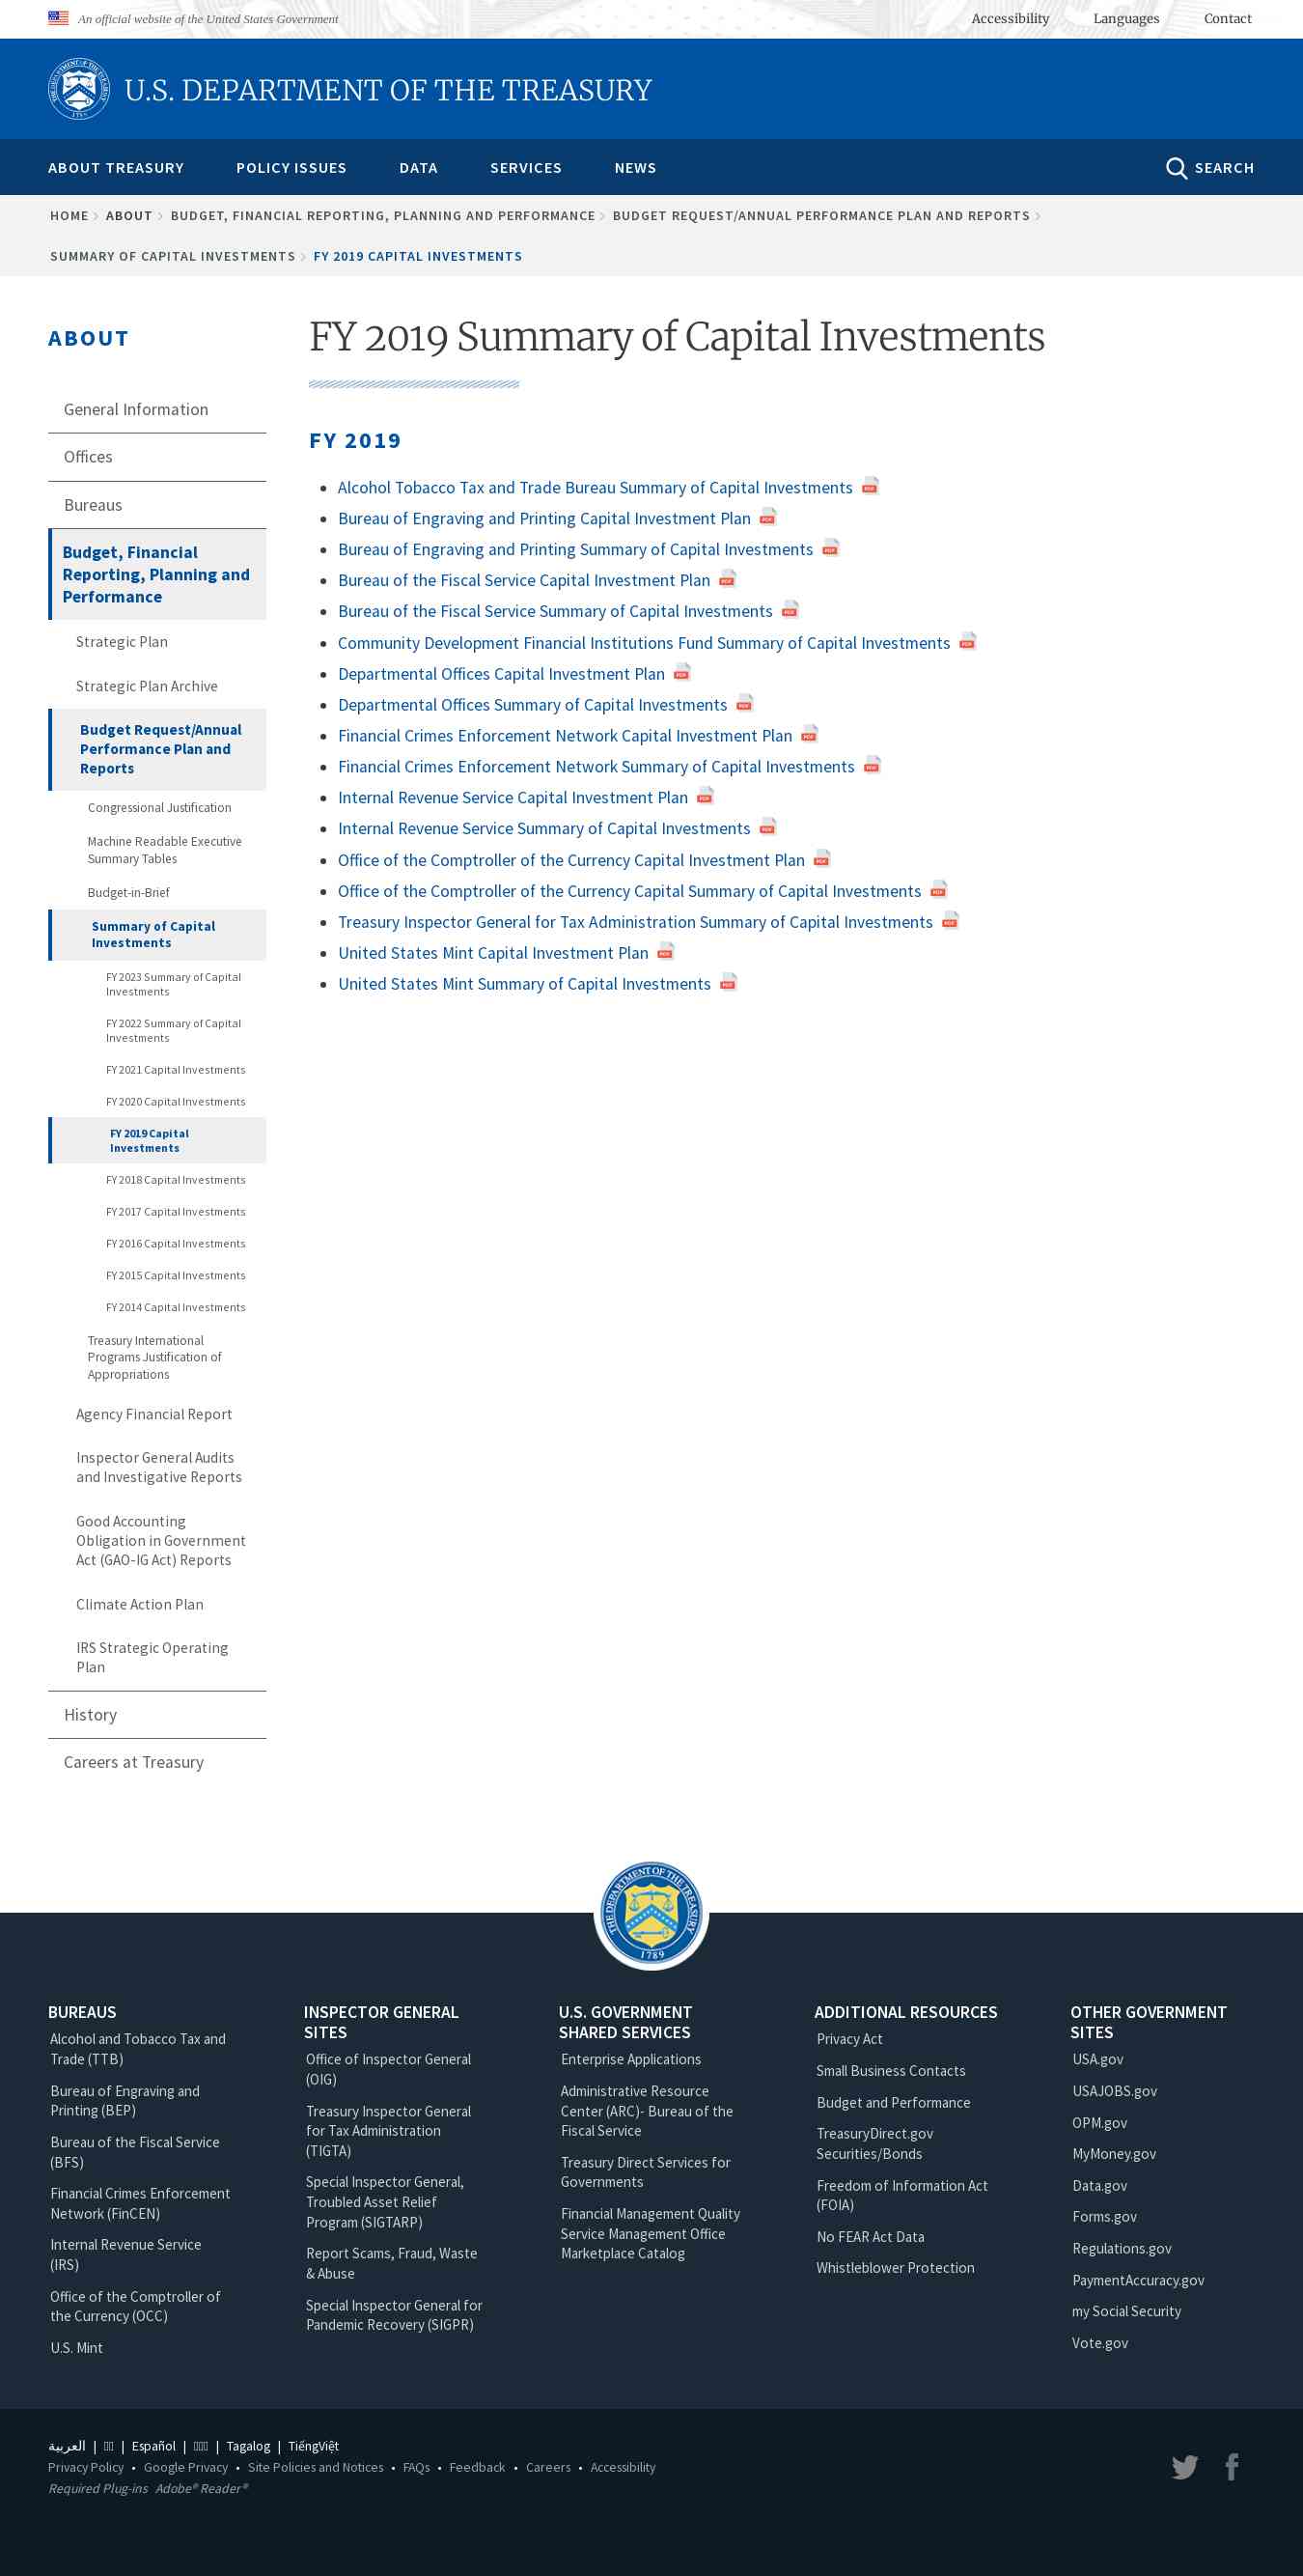 An official website of the United States Government
Accessibility
Languages
Contact
U.S. DEPARTMENT OF THE TREASURY
ABOUT TREASURY
POLICY ISSUES
DATA
SERVICES
NEWS
SEARCH
HOME
ABOUT
BUDGET, FINANCIAL REPORTING, PLANNING AND PERFORMANCE
BUDGET REQUEST/ANNUAL PERFORMANCE PLAN AND REPORTS
SUMMARY OF CAPITAL INVESTMENTS
FY 2019 CAPITAL INVESTMENTS
ABOUT
General Information
Offices
Bureaus
Budget, Financial
Reporting, Planning and
Performance
Strategic Plan
Strategic Plan Archive
Budget Request/Annual
Performance Plan and
Reports
Congressional Justification
Machine Readable Executive
Summary Tables
Budget-in-Brief
Summary of Capital
Investments
FY 2023 Summary of Capital
Investments
FY 2022 Summary of Capital
Investments
FY 2021 Capital Investments
FY 2020 Capital Investments
FY 2019 Capital
Investments
FY 2018 Capital Investments
FY 2017 Capital Investments
FY 2016 Capital Investments
FY 2015 Capital Investments
FY 2014 Capital Investments
Treasury International
Programs Justification of
Appropriations
Agency Financial Report
Inspector General Audits
and Investigative Reports
Good Accounting
Obligation in Government
Act (GAO-IG Act) Reports
Climate Action Plan
IRS Strategic Operating
Plan
History
Careers at Treasury
FY 2019 Summary of Capital Investments
FY 2019
Alcohol Tobacco Tax and Trade Bureau Summary of Capital Investments
Bureau of Engraving and Printing Capital Investment Plan
Bureau of Engraving and Printing Summary of Capital Investments
Bureau of the Fiscal Service Capital Investment Plan
Bureau of the Fiscal Service Summary of Capital Investments
Community Development Financial Institutions Fund Summary of Capital Investments
Departmental Offices Capital Investment Plan
Departmental Offices Summary of Capital Investments
Financial Crimes Enforcement Network Capital Investment Plan
Financial Crimes Enforcement Network Summary of Capital Investments
Internal Revenue Service Capital Investment Plan
Internal Revenue Service Summary of Capital Investments
Office of the Comptroller of the Currency Capital Investment Plan
Office of the Comptroller of the Currency Capital Summary of Capital Investments
Treasury Inspector General for Tax Administration Summary of Capital Investments
United States Mint Capital Investment Plan
United States Mint Summary of Capital Investments
THE DEPARTMENT OF THE TREASURY
1789
BUREAUS
Alcohol and Tobacco Tax and
Trade (TTB)
Bureau of Engraving and
Printing (BEP)
Bureau of the Fiscal Service
(BFS)
Financial Crimes Enforcement
Network (FinCEN)
Internal Revenue Service
(IRS)
Office of the Comptroller of
the Currency (OCC)
U.S. Mint
INSPECTOR GENERAL
SITES
Office of Inspector General
(OIG)
Treasury Inspector General
for Tax Administration
(TIGTA)
Special Inspector General,
Troubled Asset Relief
Program (SIGTARP)
Report Scams, Fraud, Waste
& Abuse
Special Inspector General for
Pandemic Recovery (SIGPR)
U.S. GOVERNMENT
SHARED SERVICES
Enterprise Applications
Administrative Resource
Center (ARC)- Bureau of the
Fiscal Service
Treasury Direct Services for
Governments
Financial Management Quality
Service Management Office
Marketplace Catalog
ADDITIONAL RESOURCES
Privacy Act
Small Business Contacts
Budget and Performance
TreasuryDirect.gov
Securities/Bonds
Freedom of Information Act
(FOIA)
No FEAR Act Data
Whistleblower Protection
OTHER GOVERNMENT
SITES
USA.gov
USAJOBS.gov
OPM.gov
MyMoney.gov
Data.gov
Forms.gov
Regulations.gov
PaymentAccuracy.gov
my Social Security
Vote.gov
العربية | | Español | | Tagalog | TiếngViệt
Privacy Policy • Google Privacy • Site Policies and Notices • FAQs • Feedback • Careers • Accessibility
Required Plug-ins Adobe® Reader®